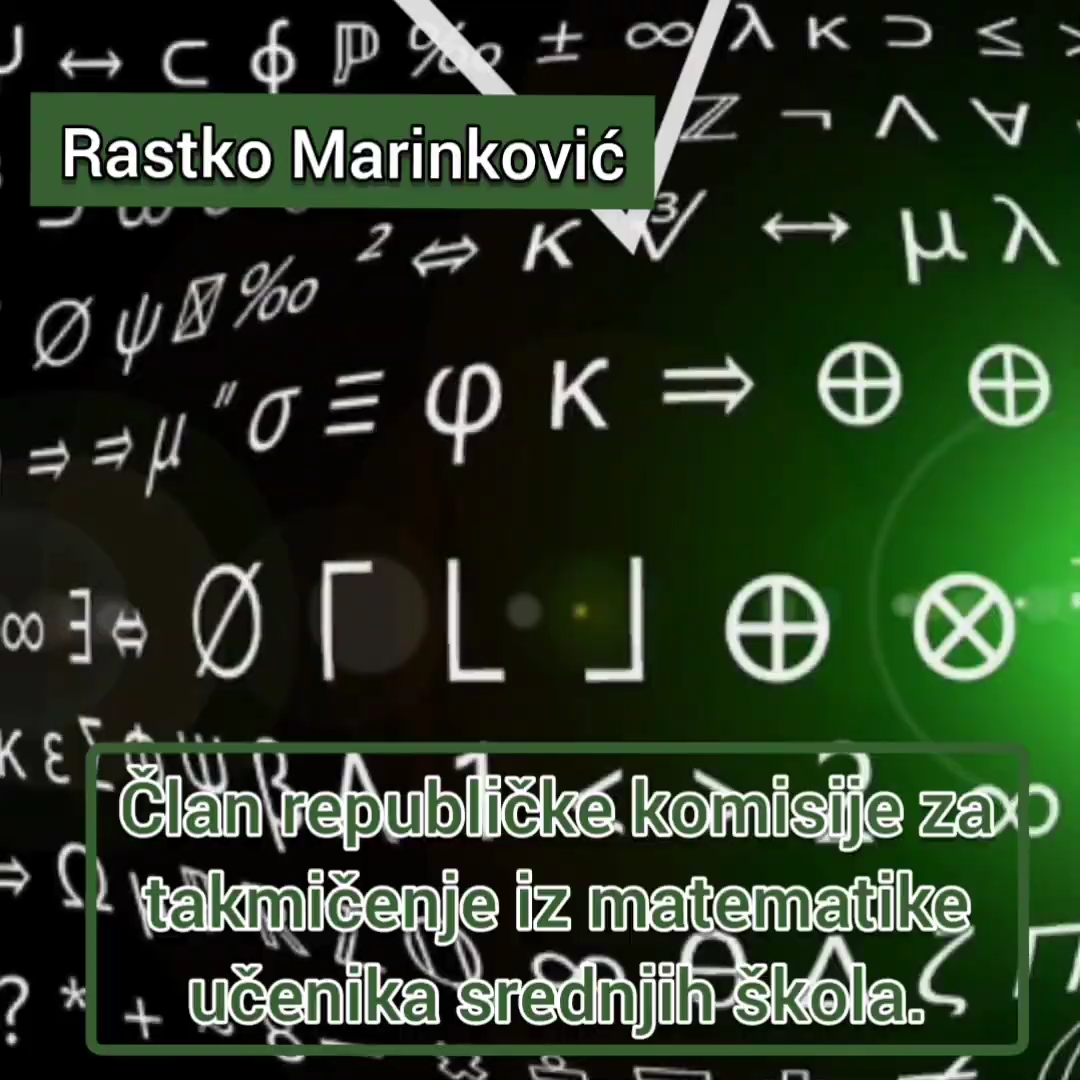 Rastko Marinković
Član republičke komisije za
takmičenje iz matematike
učenika srednjih škola.